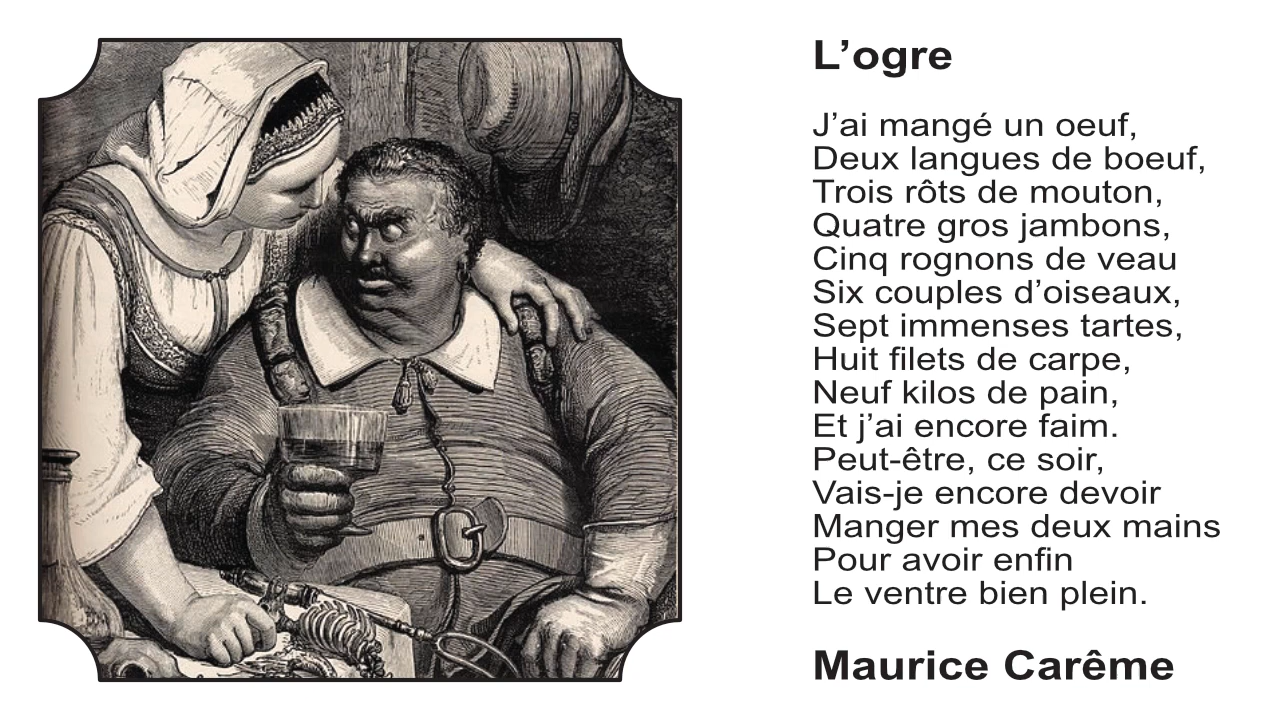 L’ogre
J’ai mangé un oeuf,
Deux langues de boeuf,
Trois rôts de mouton,
Quatre gros jambons,
Cinq rognons de veau
Six couples d’oiseaux,
Sept immenses tartes,
Huit filets de carpe,
Neuf kilos de pain,
Et j’ai encore faim.
Peut-être, ce soir,
Vais-je encore devoir
Manger mes deux mains
Pour avoir enfin
Le ventre bien plein.
Maurice Carême